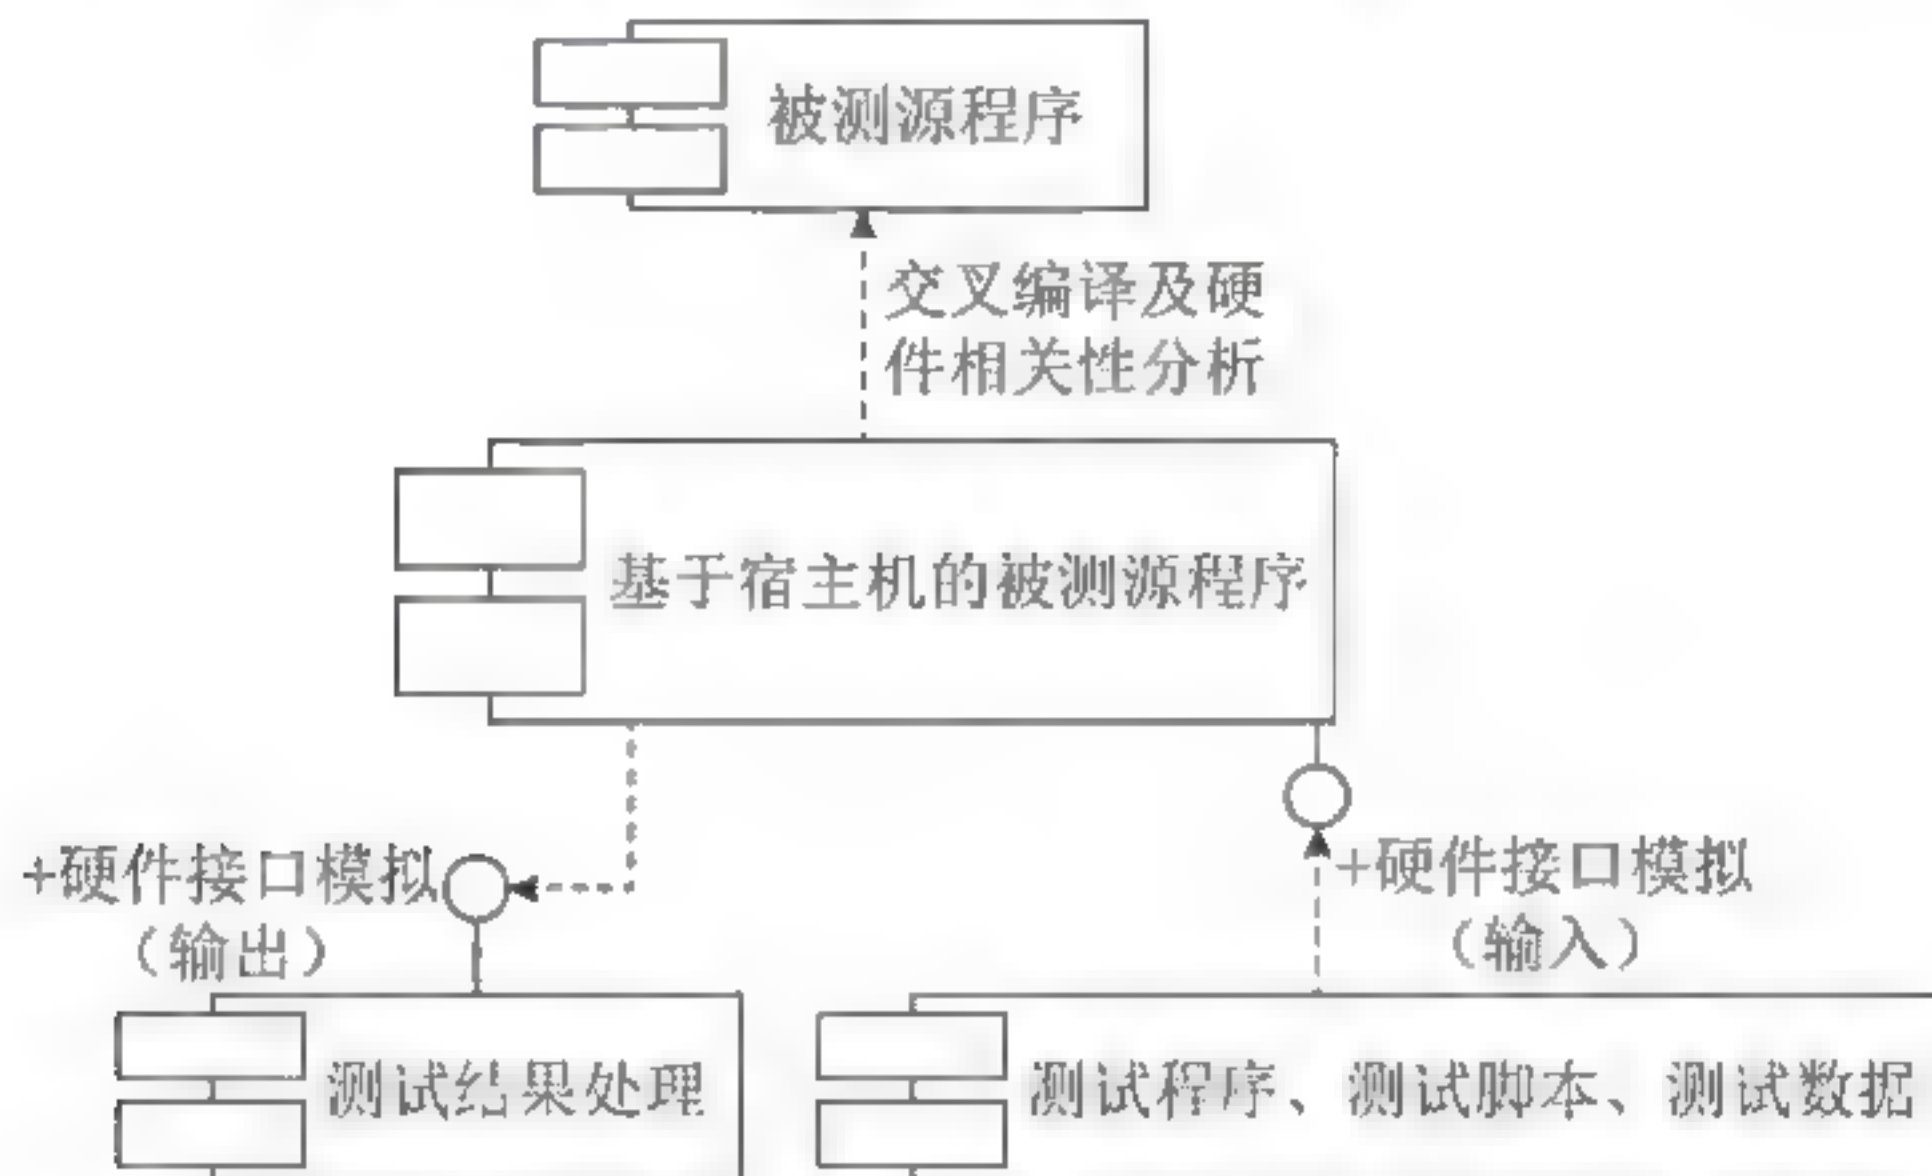 被测源程序
交叉编译及硬
件相关性分析
基于宿主机的被测源程序
+硬件接口模拟
（输出）
+硬件接口模拟
（输入）
测试结果处理
测试程序、测试脚本、测试数据